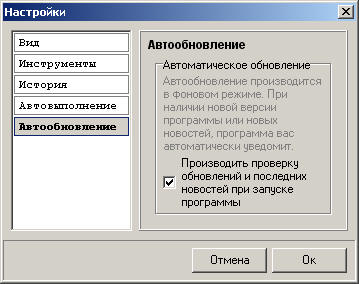 Настройки
Вид
Инструменты
История
Автовыполнение
Автообновление
Автообновление
Автоматическое обновление
Автообновление производится
в фоновом режиме. При
наличии новой версии
программы или новых
новостей, программа вас
автоматически уведомит.
Производить проверку
обновлений и последних
новостей при запуске
программы
Отмена
Ок